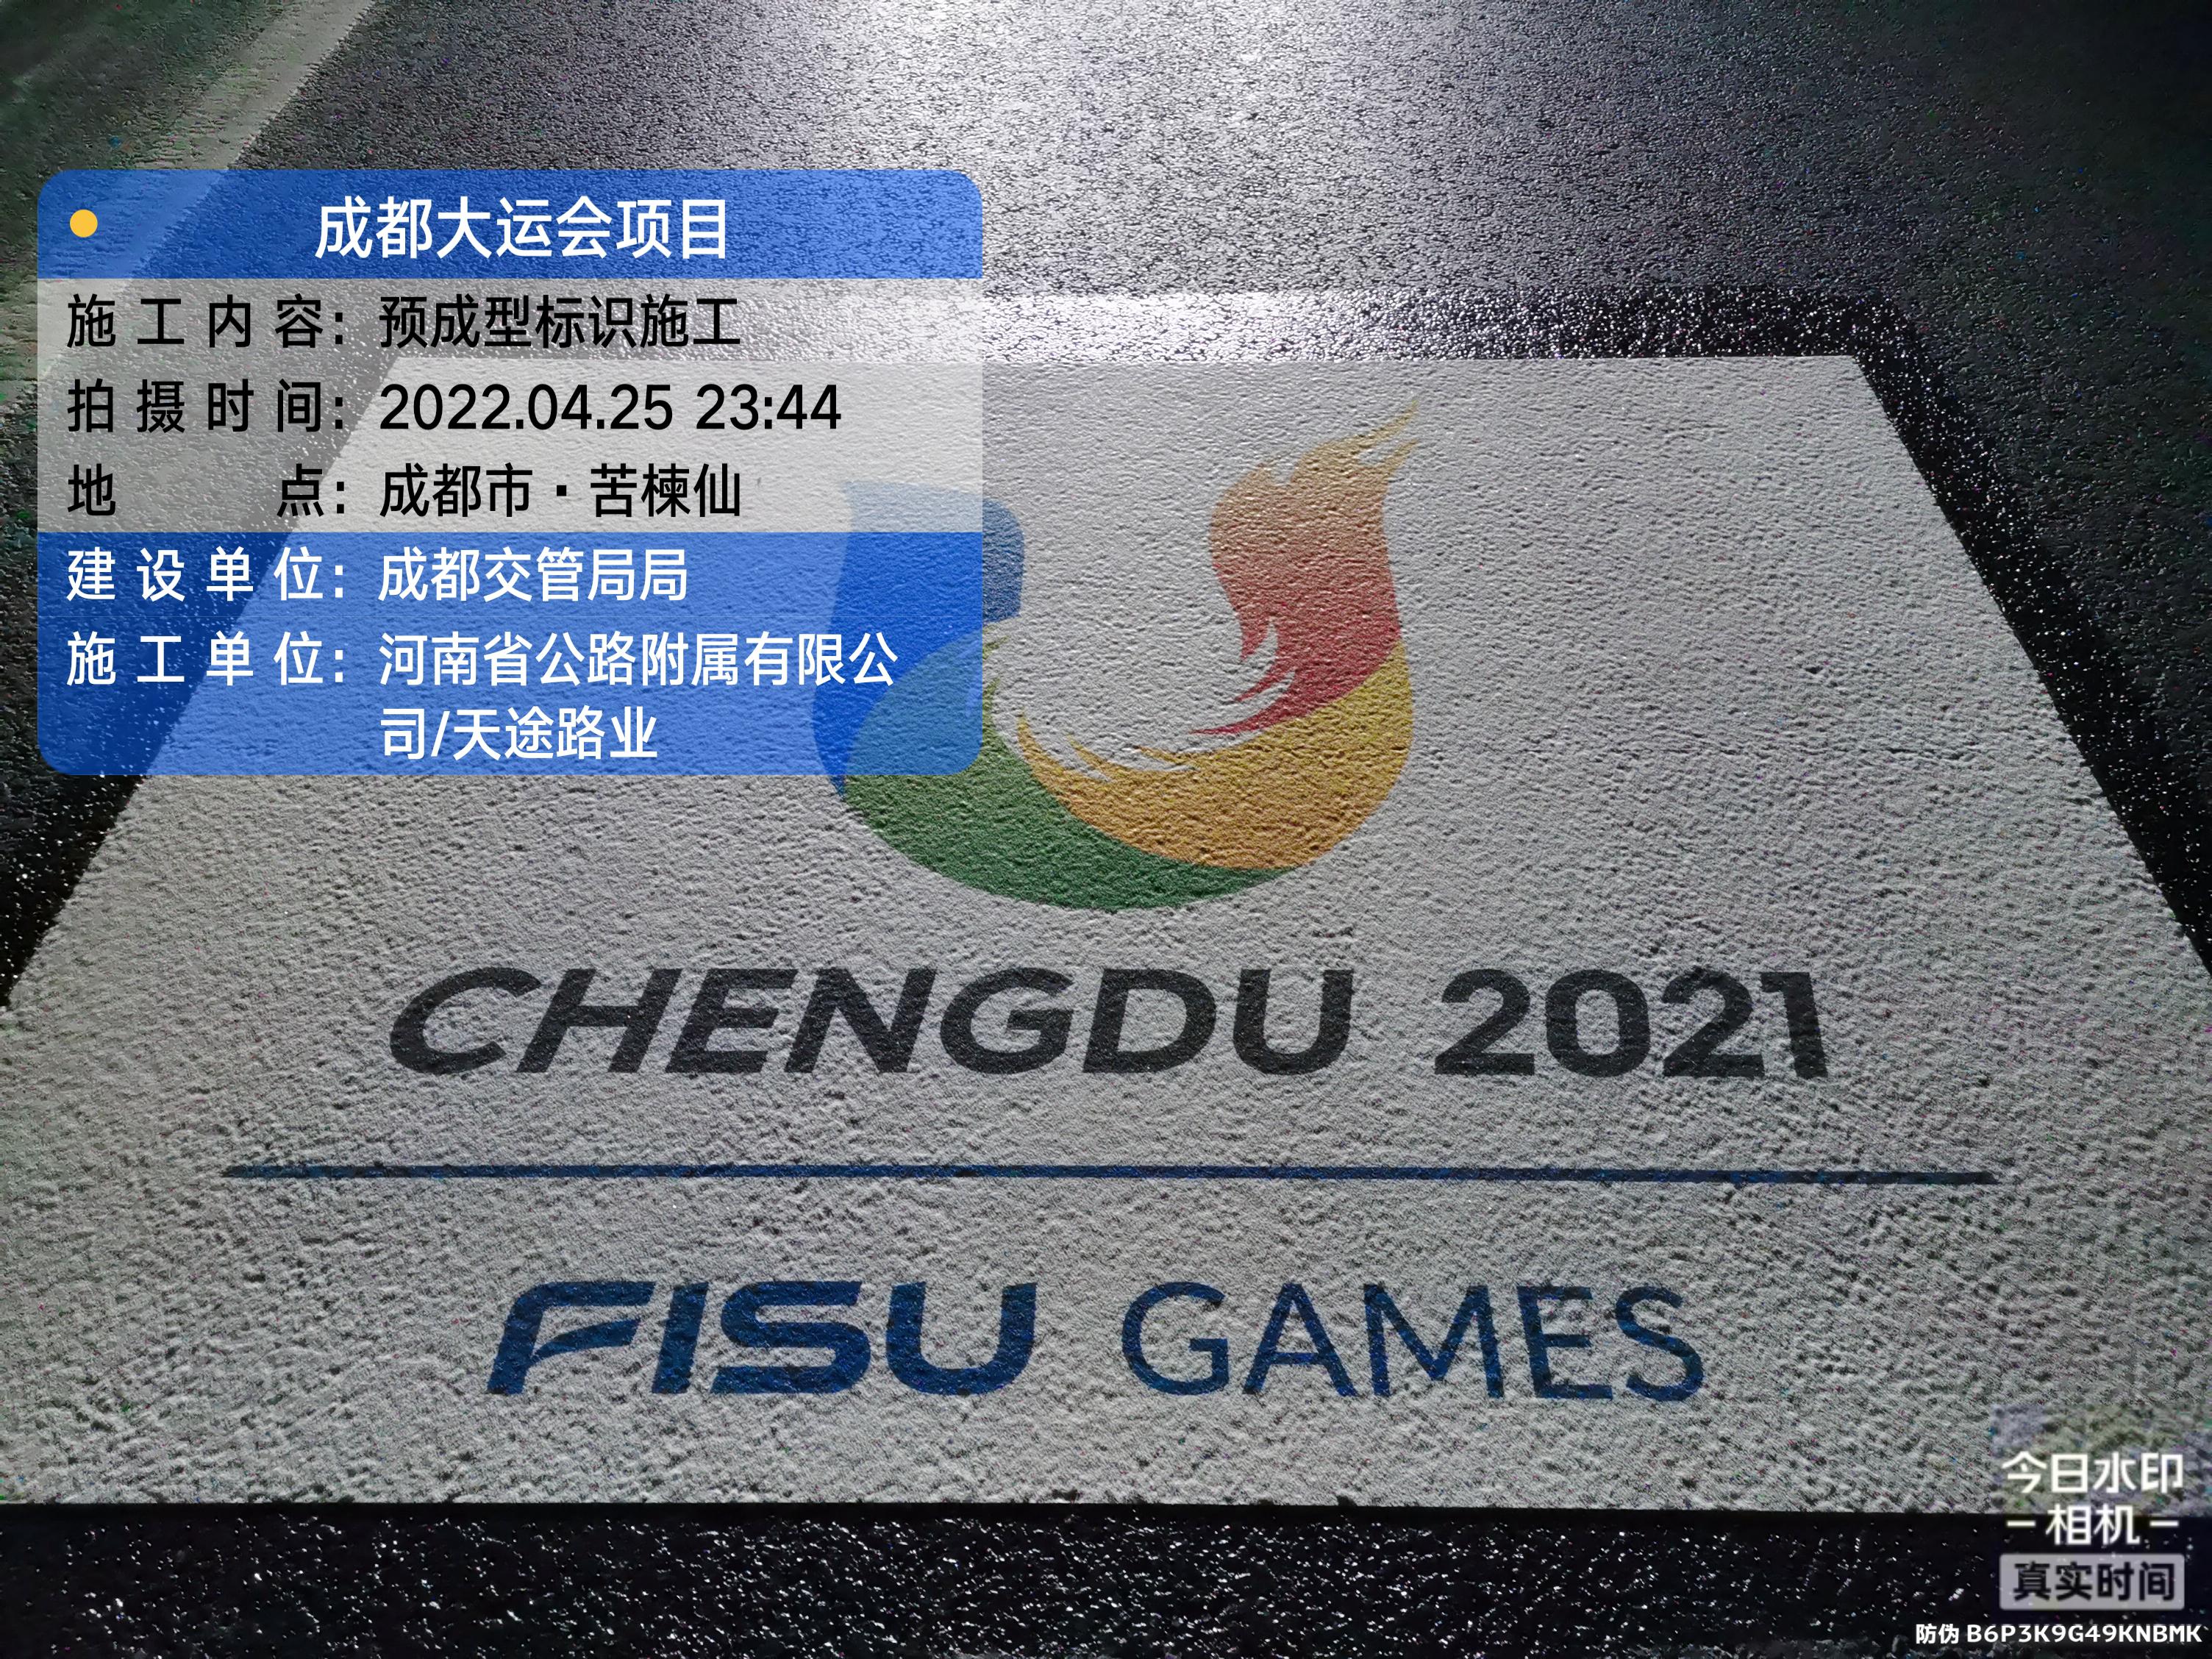 成都大运会项目
施工内容：预成型标识施工
拍摄时间：2022.04.25 23:44
地点：成都市·苦楝仙
建设单位：成都交管局局
施工单位：河南省公路附属有限公
司/天途路业
CHENGDU 2021
FISU GAMES
今日水印
相机
真实时间
防伪 B6P3K9G49KNBMK